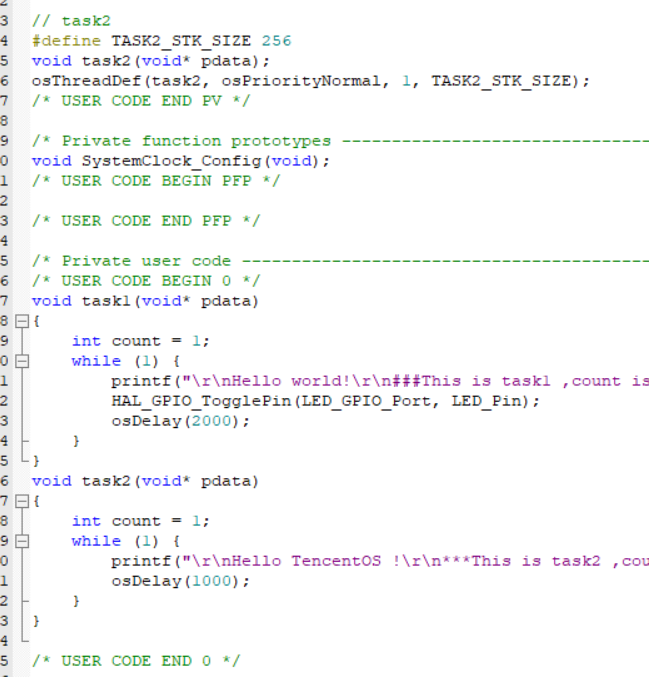 2
3 // task2
4 #define TASK2_STK_SIZE 256
5 void task2(void* pdata);
6 osThreadDef(task2, osPriorityNormal, 1, TASK2_STK_SIZE);
7 /* USER CODE END PV */
8
9 /* Private function prototypes -------------------------------
0 void SystemClock_Config(void);
1 /* USER CODE BEGIN PFP */
2
3 /* USER CODE END PFP */
4
5 /* Private user code -----------------------------------------
6 /* USER CODE BEGIN 0 */
7 void task1(void* pdata)
8 {
9     int count = 1;
0     while (1) {
1         printf("\r\nHello world!\r\n###This is task1 ,count is
2         HAL_GPIO_TogglePin(LED_GPIO_Port, LED_Pin);
3         osDelay(2000);
4     }
5 }
6 void task2(void* pdata)
7 {
8     int count = 1;
9     while (1) {
0         printf("\r\nHello TencentOS !\r\n***This is task2 ,cou
1         osDelay(1000);
2     }
3 }
4
5 /* USER CODE END 0 */